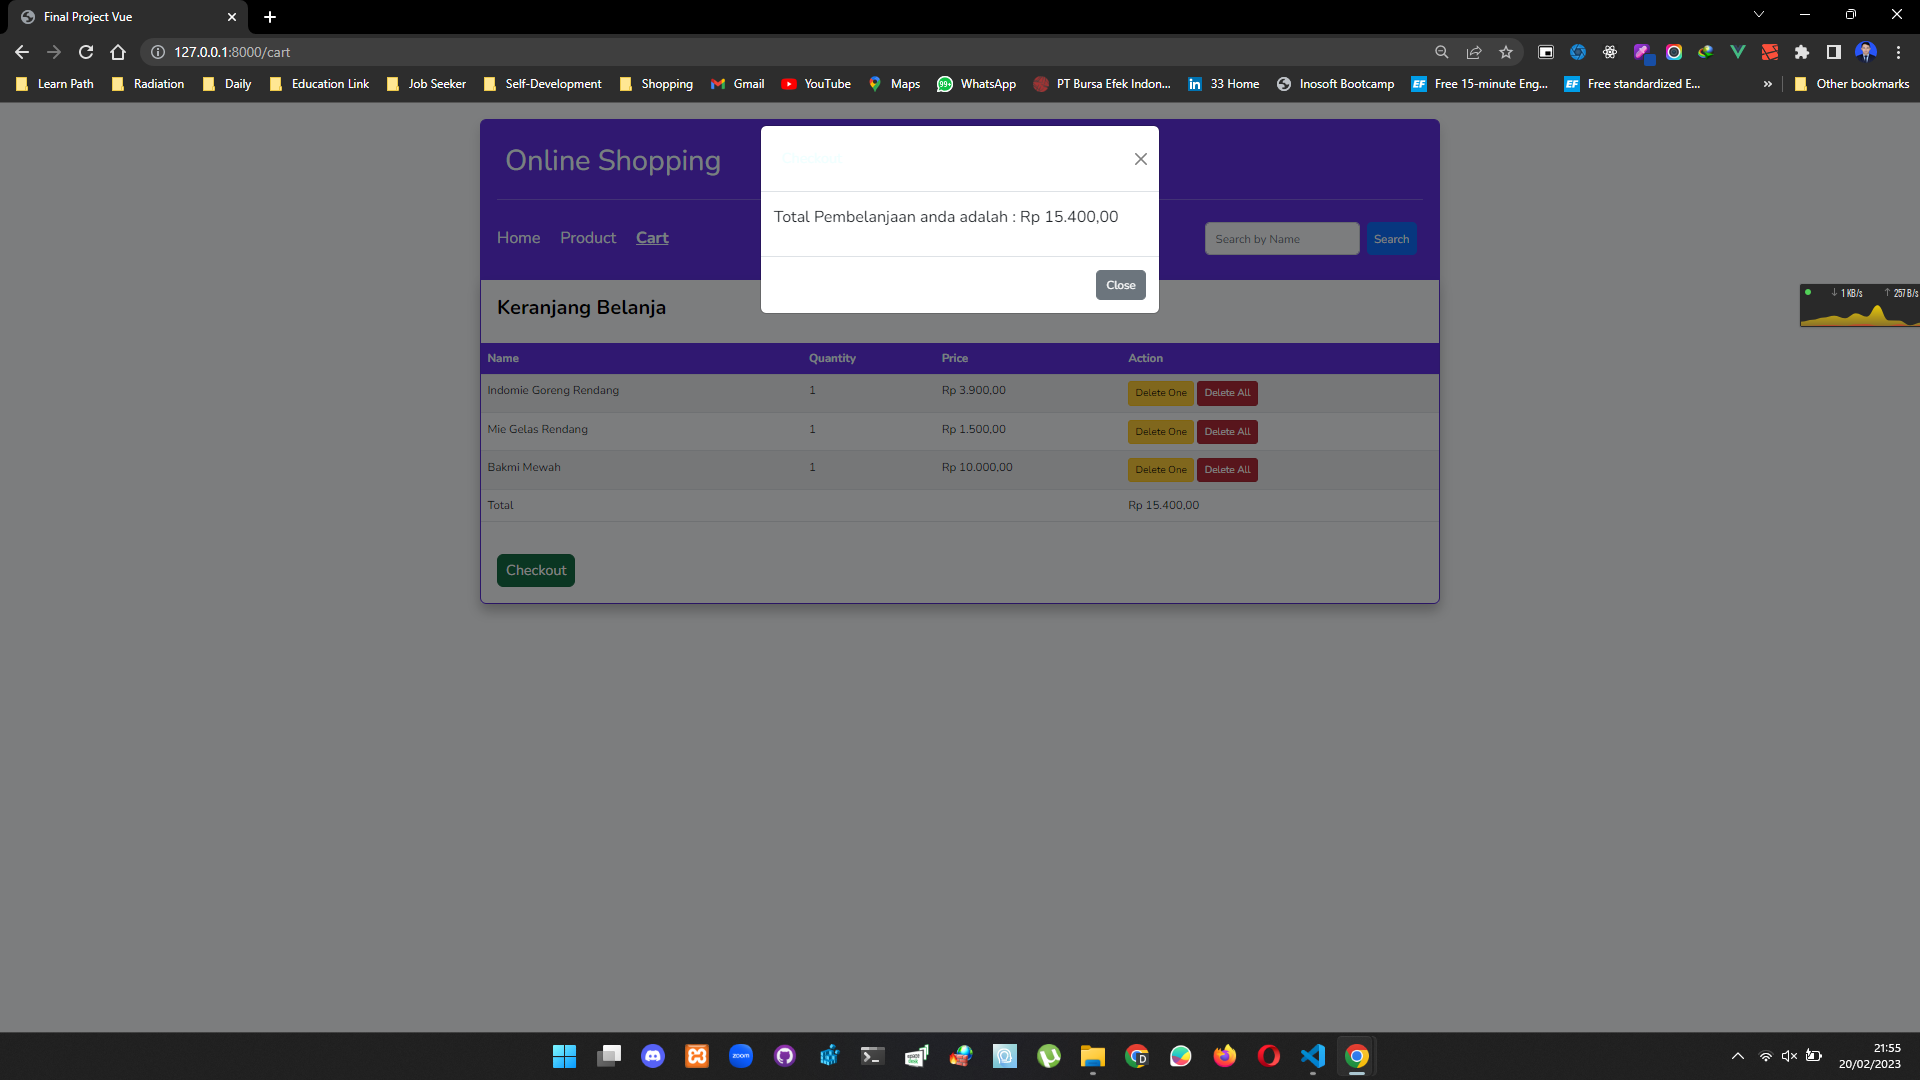 Final Project Vue
127.0.0.1:8000/cart
Learn Path Radiation Daily Education Link Job Seeker Self-Development Shopping Gmail YouTube Maps 99+ WhatsApp PT Bursa Efek Indon... in 33 Home Inosoft Bootcamp EF Free 15-minute Eng... EF Free standardized E... » Other bookmarks
Online Shopping
Home Product Cart
Search by Name Search
Total Pembelanjaan anda adalah : Rp 15.400,00
Close
Keranjang Belanja
Name Quantity Price Action
Indomie Goreng Rendang 1 Rp 3.900,00 Delete One Delete All
Mie Gelas Rendang 1 Rp 1.500,00 Delete One Delete All
Bakmi Mewah 1 Rp 10.000,00 Delete One Delete All
Total Rp 15.400,00
Checkout
↓ 1 KB/s ↑ 257 B/s
zoom
21:55
20/02/2023